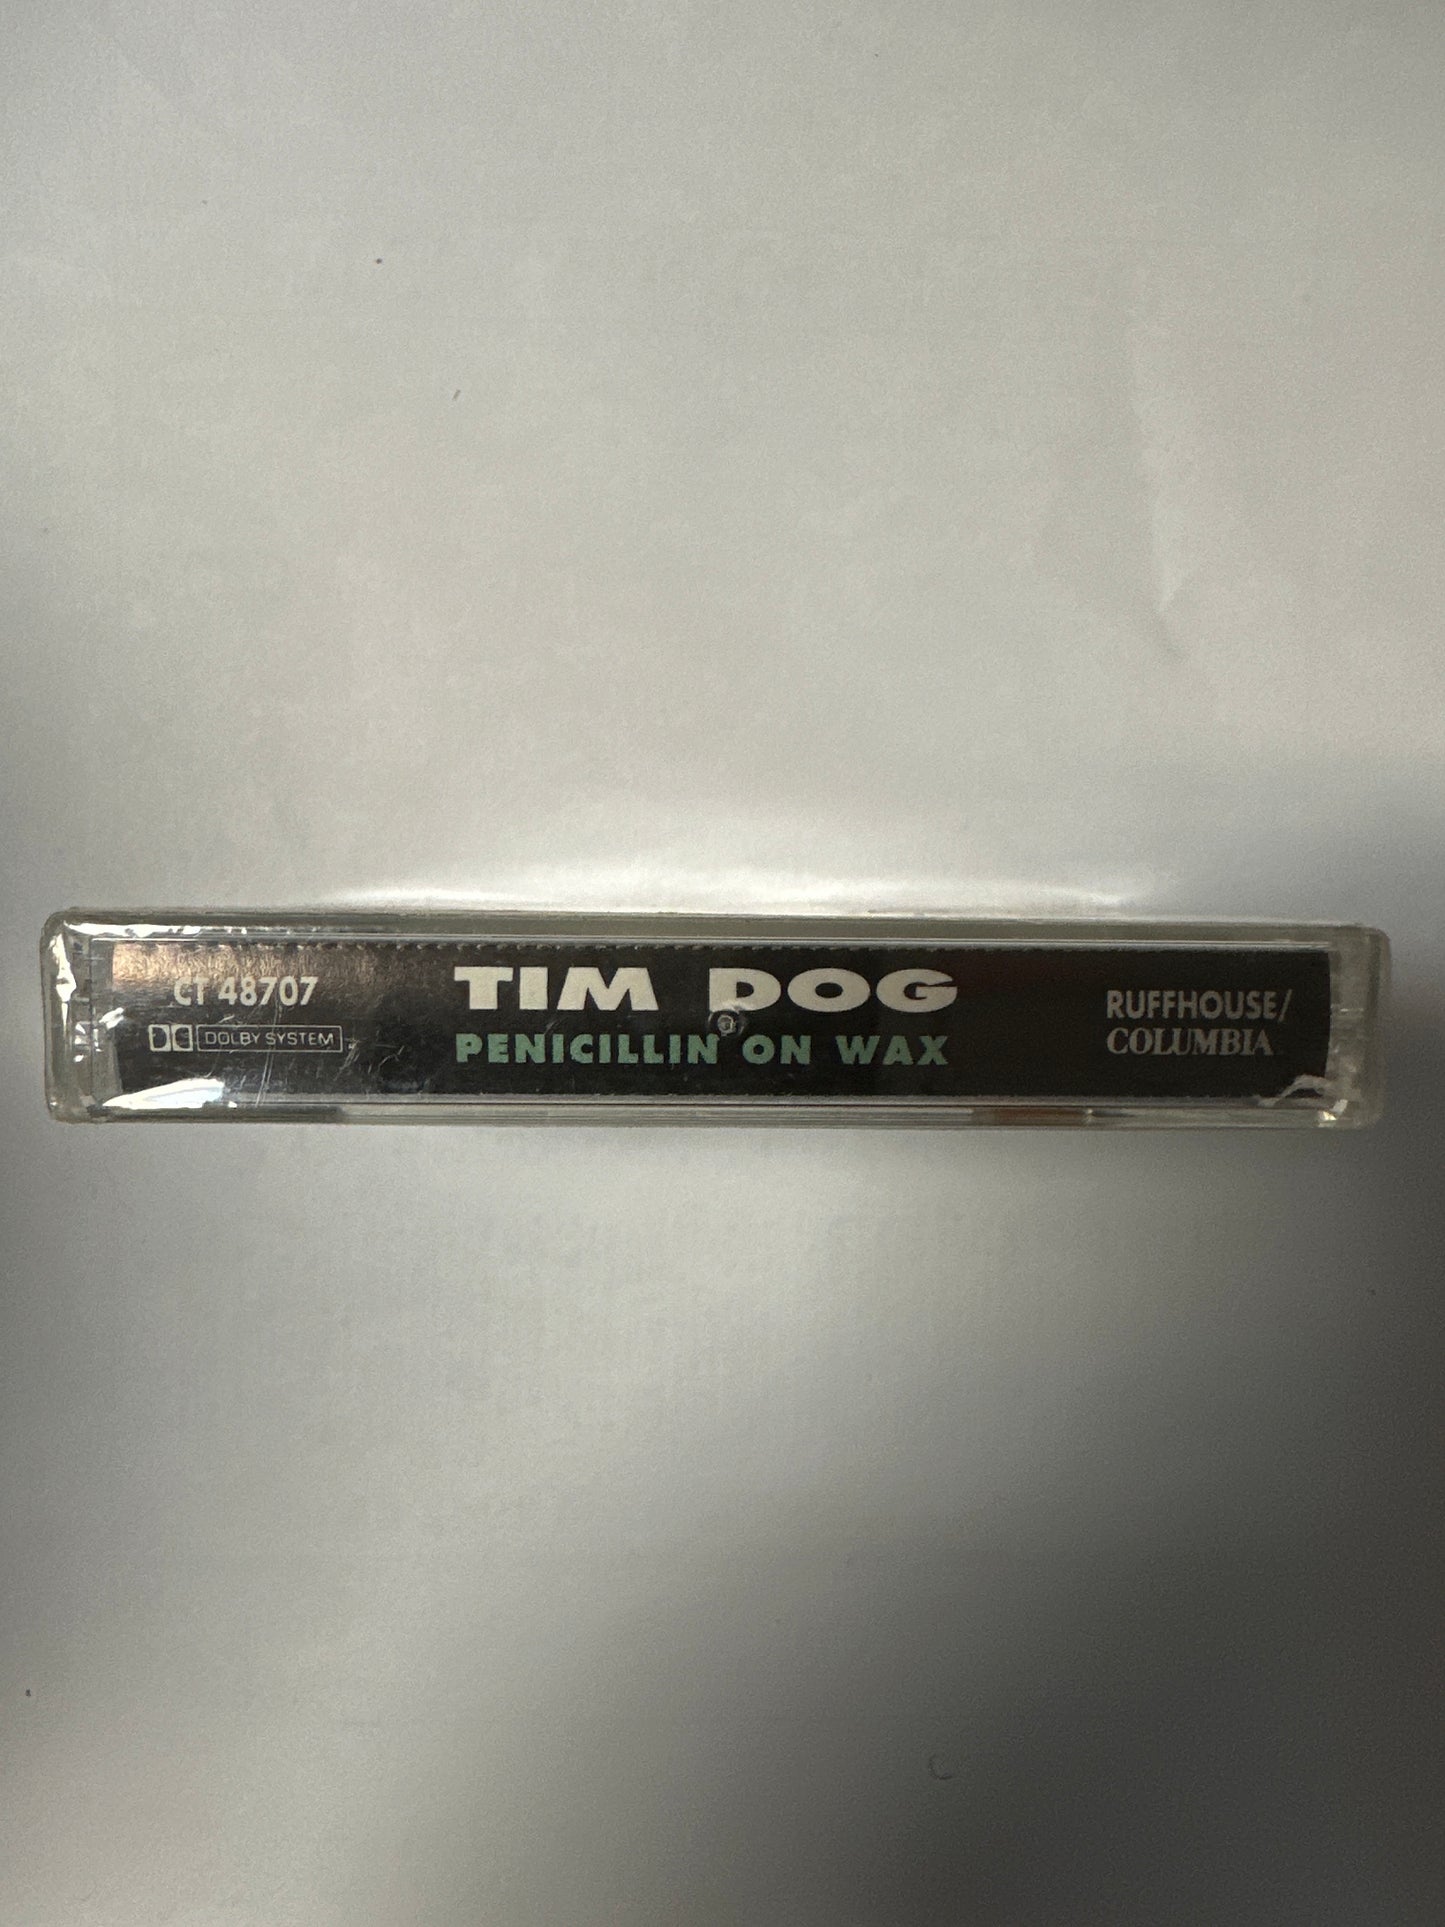 CT 48707
DOLBY SYSTEM
TIM DOG
PENICILLIN ON WAX
RUFFHOUSE/
COLUMBIA